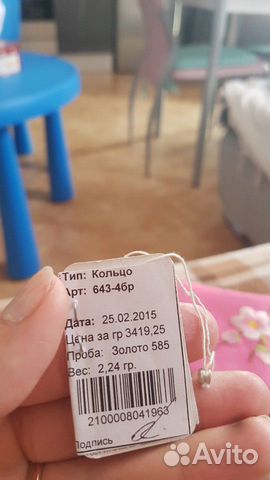 Тип: Кольцо
Арт: 643-4бр
Дата: 25.02.2015
Цена за гр 3419,25
Проба: Золото 585
Вес: 2,24 гр.
2100008041963
Подпись
Avito